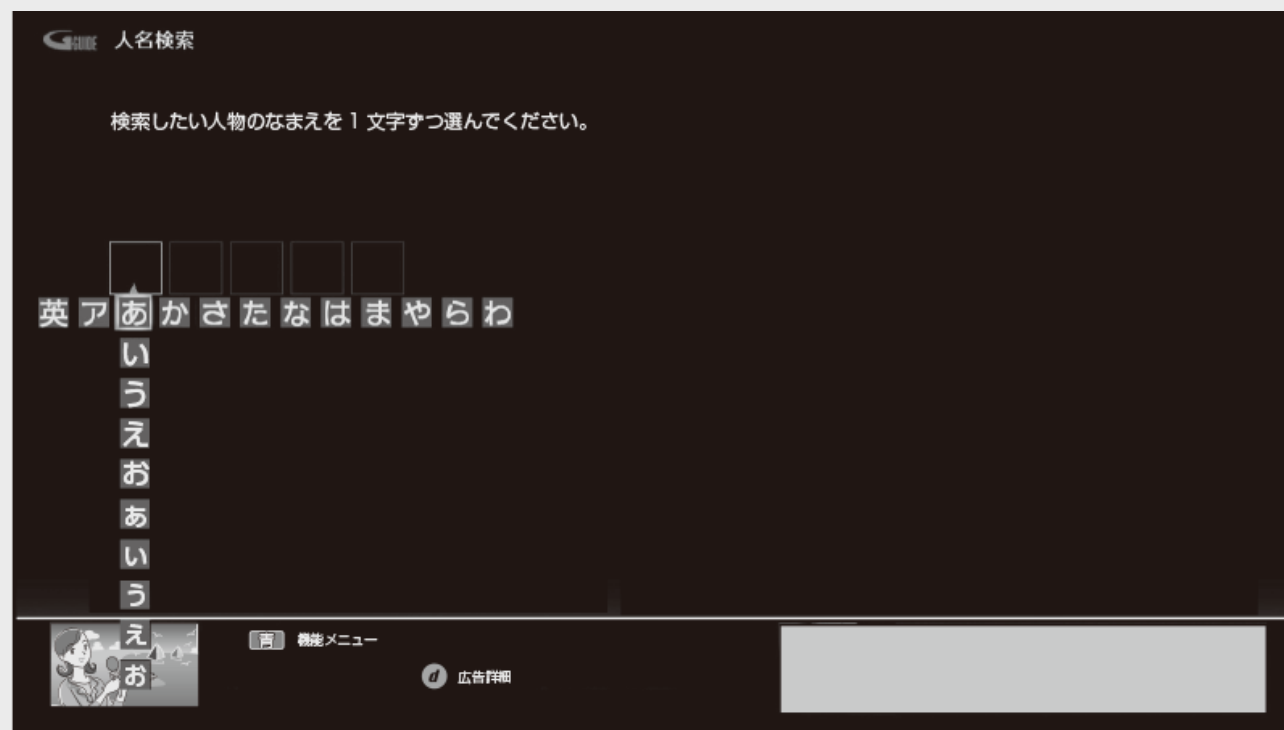 GGUIDE 人名検索
検索したい人物のなまえを1文字ずつ選んでください。
英アあかさたなはまやらわ
い
う
え
お
ぁ
ぃ
ぅ
ぇ
ぉ
青 機能メニュー
d 広告詳細